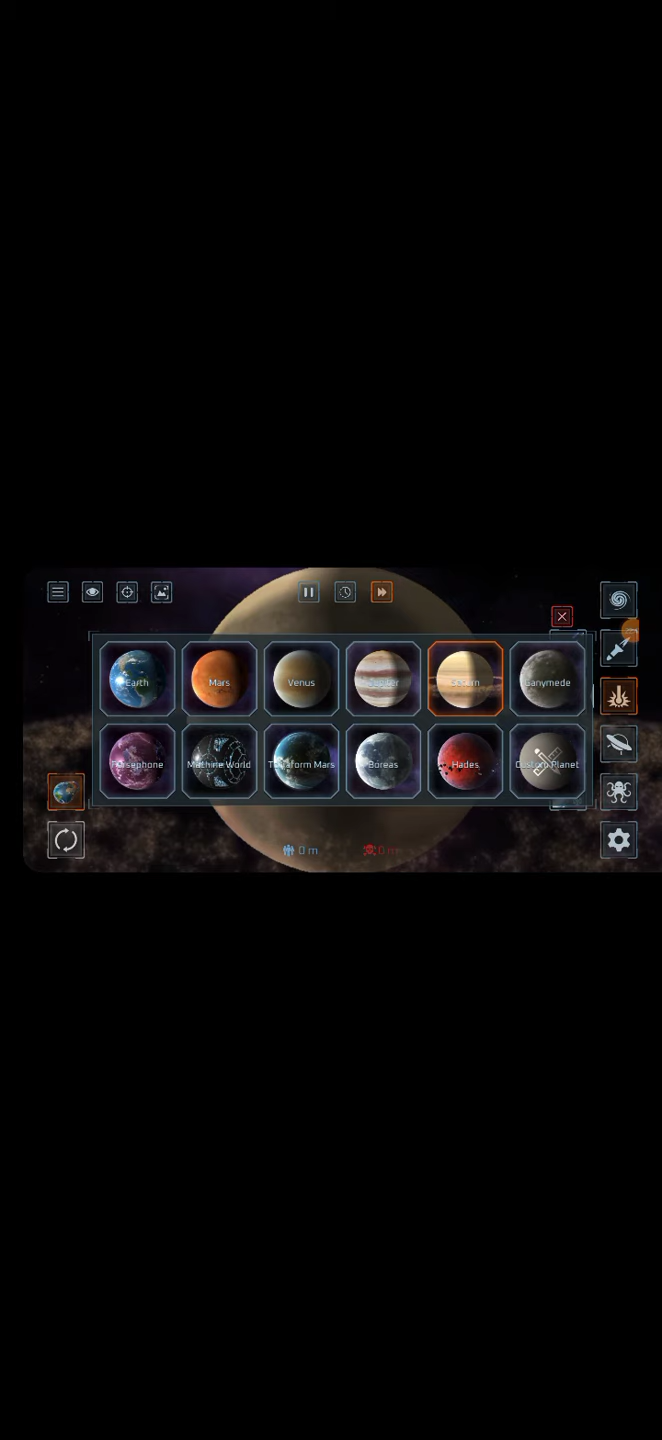 Earth
Mars
Venus
Jupiter
Saturn
Ganymede
Persephone
Machine World
Terraform Mars
Boreas
Hades
Custom Planet
0 m
0 m